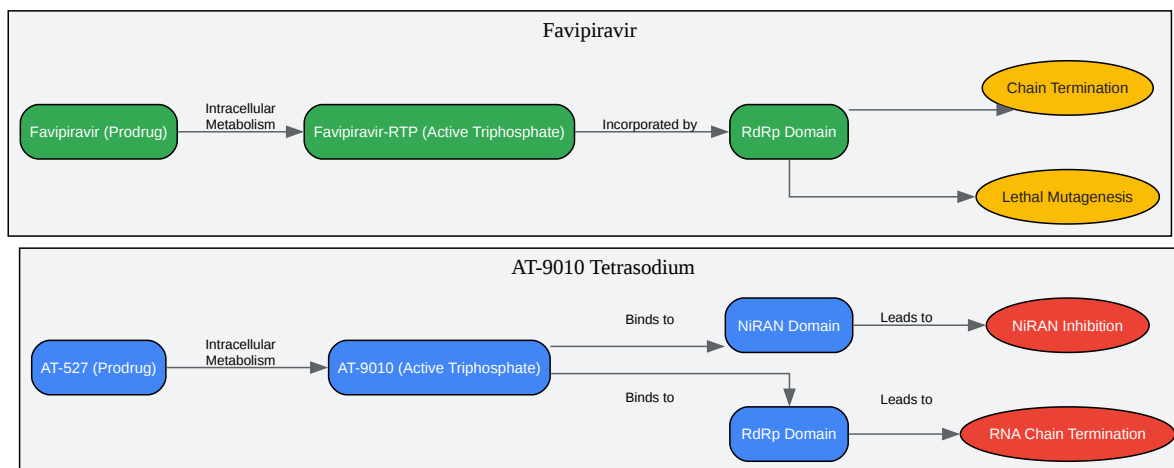 Favipiravir
Chain Termination
Intracellular
Metabolism
Favipiravir (Prodrug)
Favipiravir-RTP (Active Triphosphate)
Incorporated by
RdRp Domain
Lethal Mutagenesis
AT-9010 Tetrasodium
Binds to
NiRAN Domain
Leads to
NiRAN Inhibition
Intracellular
Metabolism
AT-527 (Prodrug)
AT-9010 (Active Triphosphate)
Binds to
RdRp Domain
Leads to
RNA Chain Termination